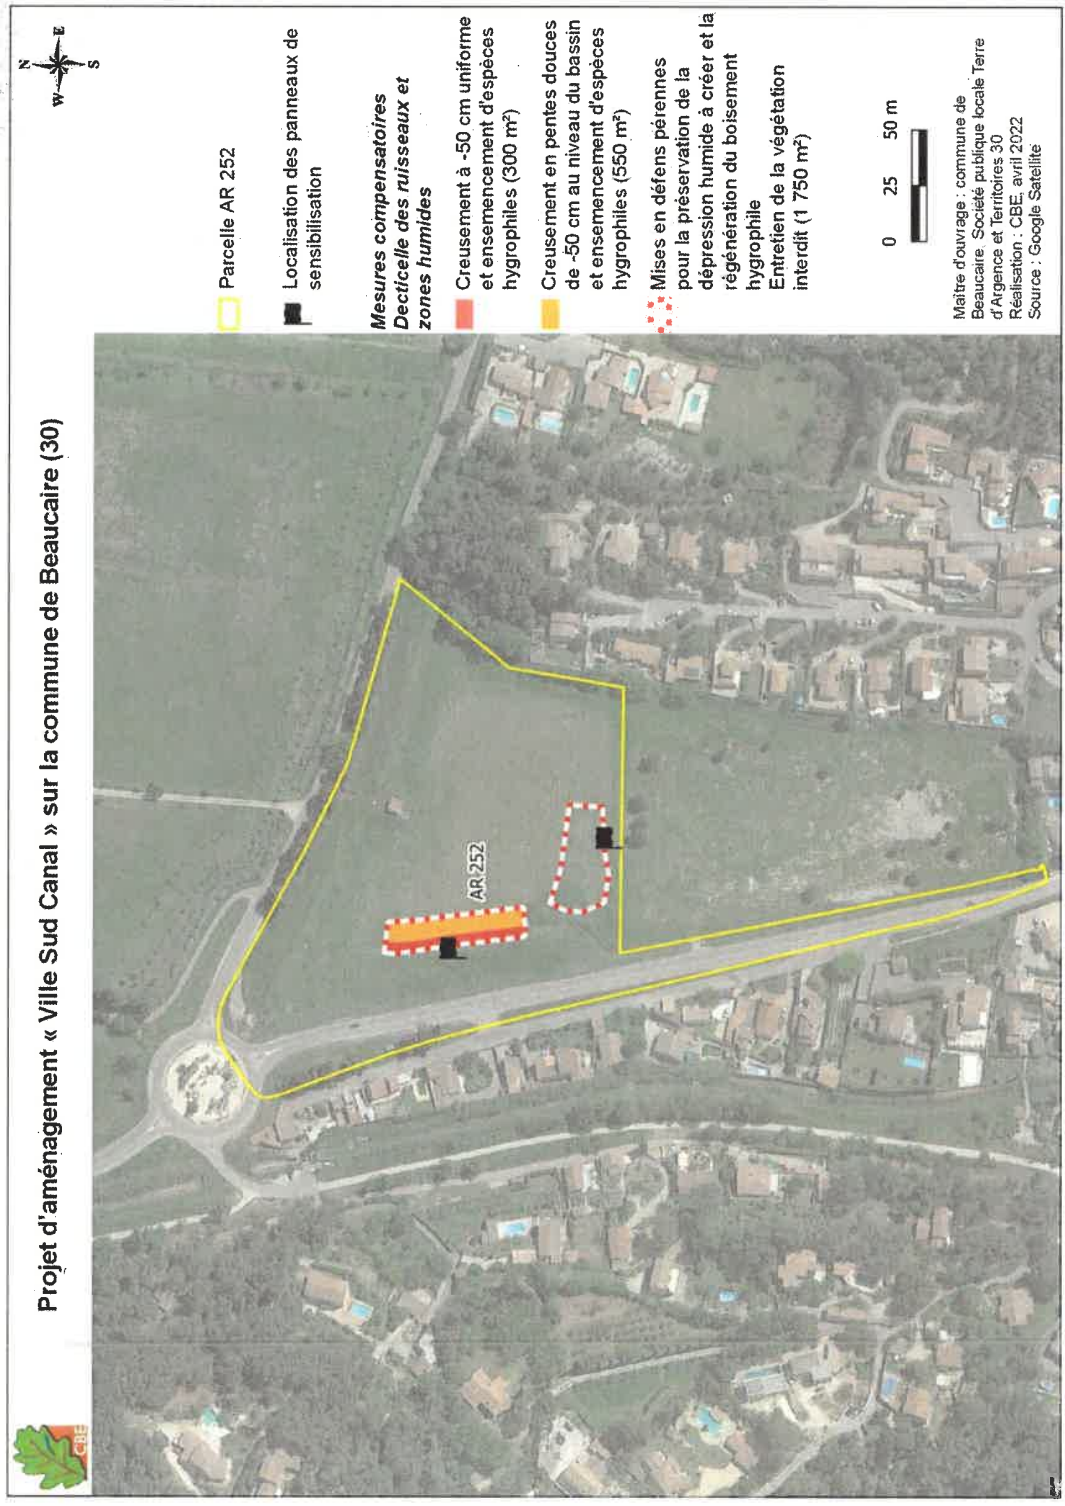 Projet d'aménagement « Ville Sud Canal » sur la commune de Beaucaire (30)
CBE
N
W E
S
AR 252
Parcelle AR 252
Localisation des panneaux de
sensibilisation
Mesures compensatoires
Decticelle des ruisseaux et
zones humides
Creusement à -50 cm uniforme
et ensemencement d'espèces
hygrophiles (300 m²)
Creusement en pentes douces
de -50 cm au niveau du bassin
et ensemencement d'espèces
hygrophiles (550 m²)
Mises en défens pérennes
pour la préservation de la
dépression humide à créer et la
régénération du boisement
hygrophile
Entretien de la végétation
interdit (1 750 m²)
0 25 50 m
Maître d'ouvrage : commune de
Beaucaire, Société publique locale Terre
d'Argence et Territoires 30
Réalisation : CBE, avril 2022
Source : Google Satellite